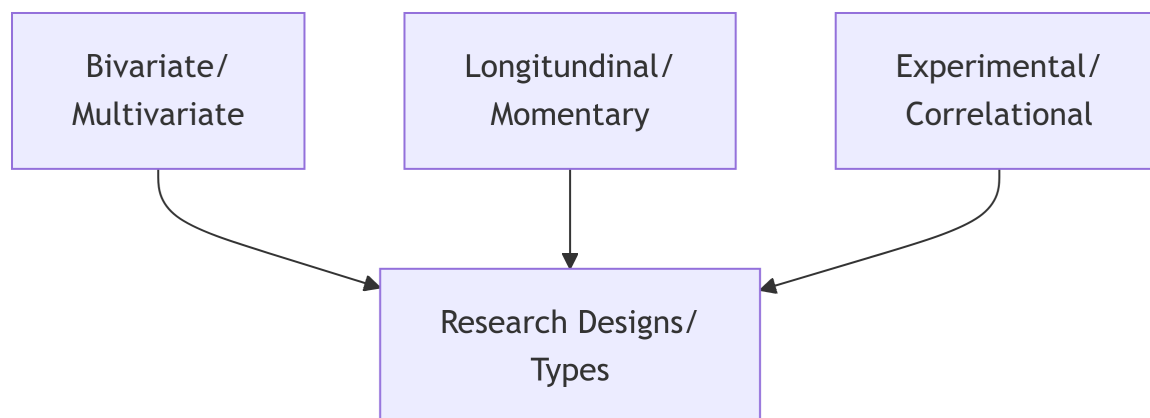 Bivariate/
Multivariate
Longitundinal/
Momentary
Experimental/
Correlational
Research Designs/
Types